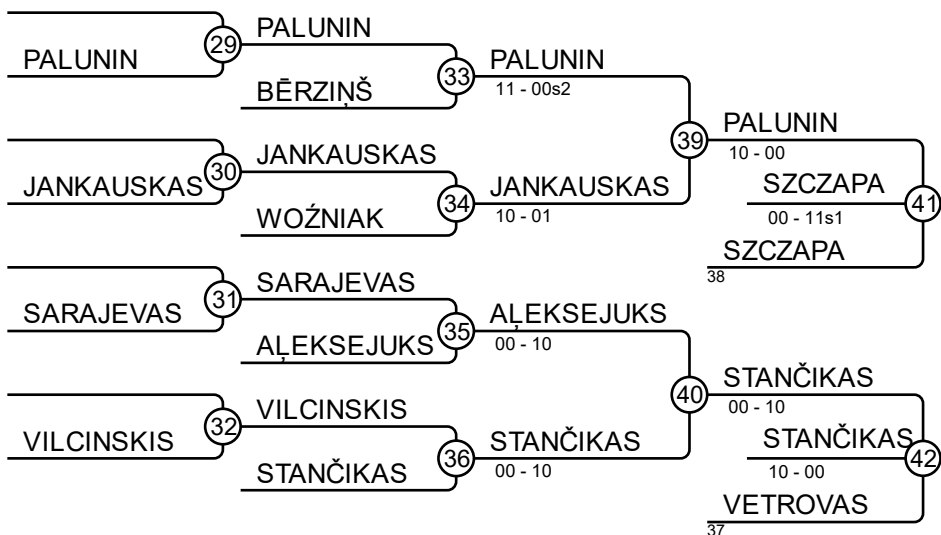 PALUNIN
29
PALUNIN
BĒRZIŅŠ
33
PALUNIN
11 - 00s2
JANKAUSKAS
30
JANKAUSKAS
WOŹNIAK
34
JANKAUSKAS
10 - 01
39
PALUNIN
10 - 00
SZCZAPA
00 - 11s1
41
SZCZAPA
38
SARAJEVAS
31
SARAJEVAS
AĻEKSEJUKS
35
AĻEKSEJUKS
00 - 10
VILCINSKIS
32
VILCINSKIS
STANČIKAS
36
STANČIKAS
00 - 10
40
STANČIKAS
00 - 10
STANČIKAS
10 - 00
42
VETROVAS
37